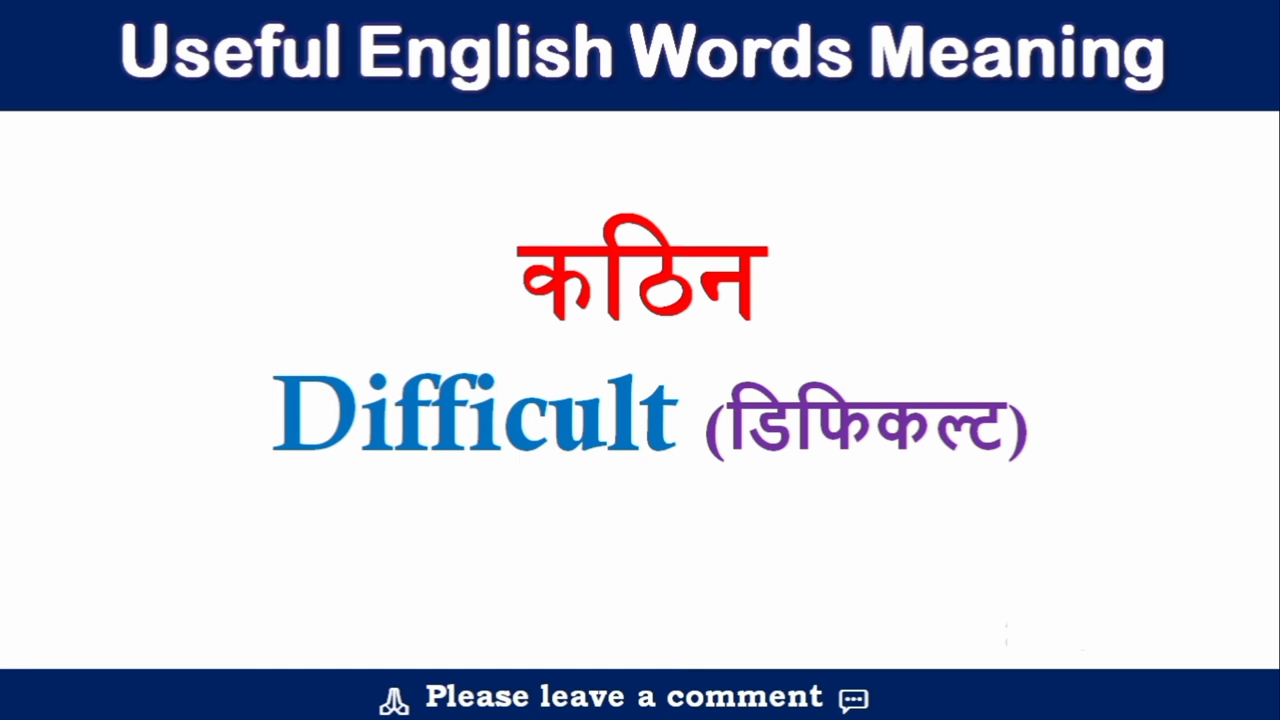 Useful English Words Meaning
कठिन
Difficult (डिफिकल्ट)
Please leave a comment